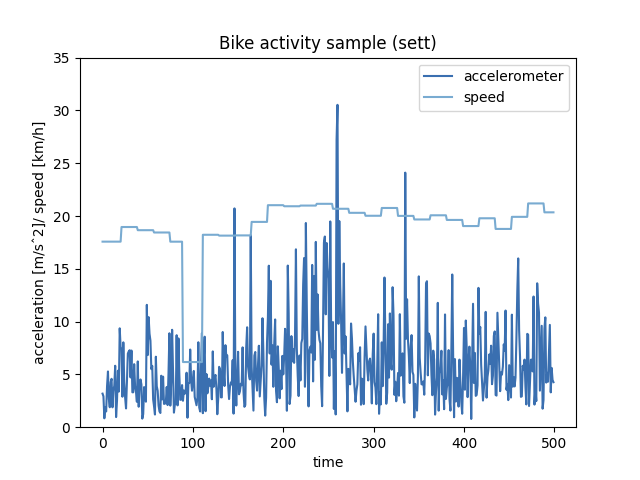 Bike activity sample (sett)
accelerometer
speed
acceleration [m/s^2]/ speed [km/h]
35
30
25
20
15
10
5
0
0 100 200 300 400 500
time